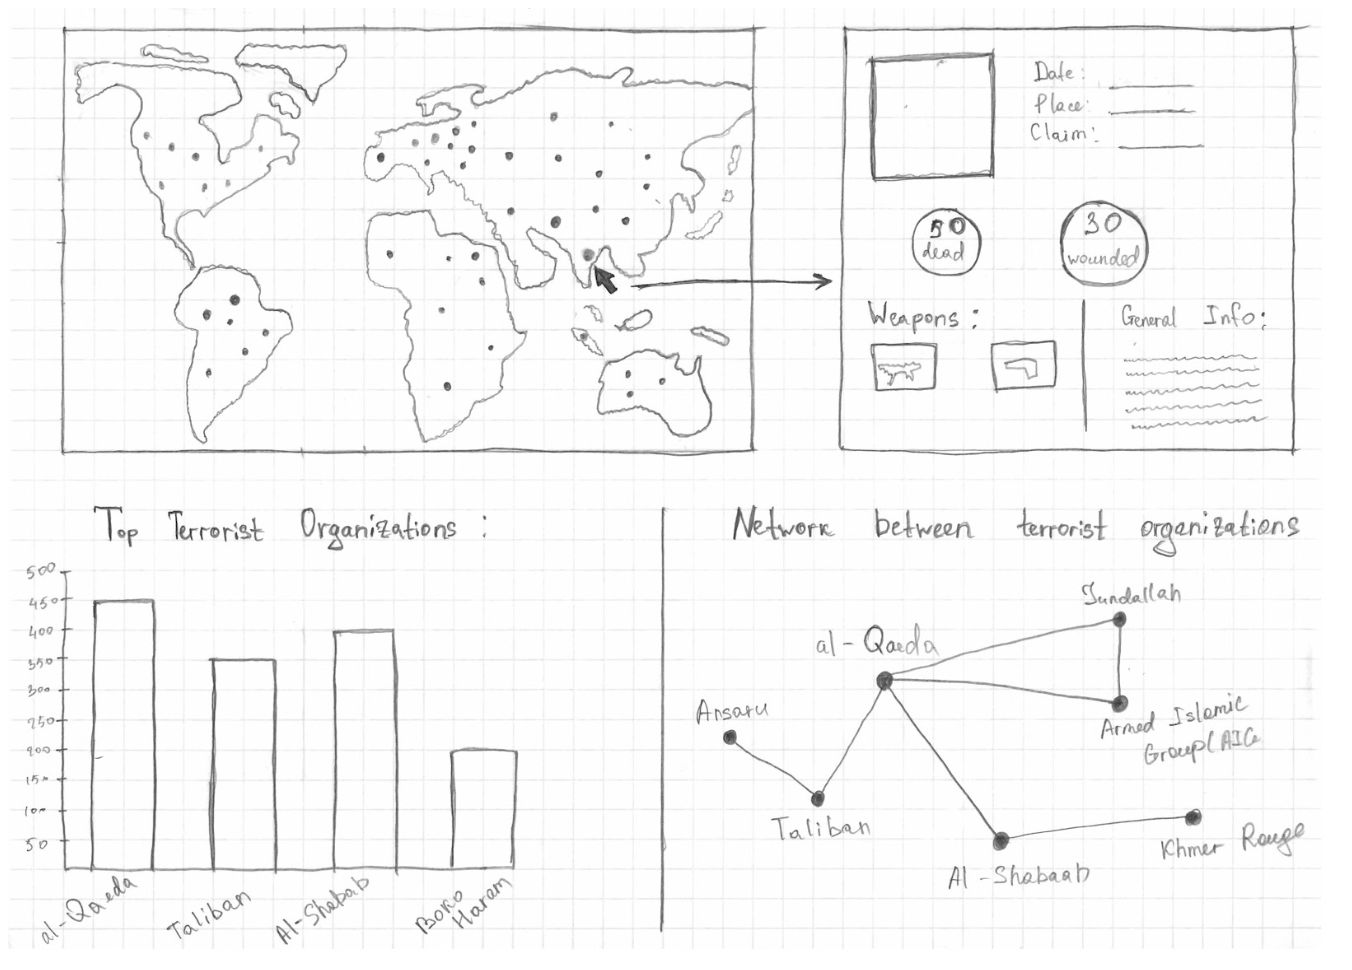 Date:
Place:
Claim:
50
dead
30
wounded
Weapons:
General Info:
Top Terrorist Organizations:
500
450
400
350
300
250
200
150
100
50
al-Qaeda
Taliban
Al-Shabab
Boko
Haram
Network between terrorist organizations
Jundallah
al-Qaeda
Ansaru
Armed Islamic
Group(AIG
Taliban
Khmer Rouge
Al-Shabaab